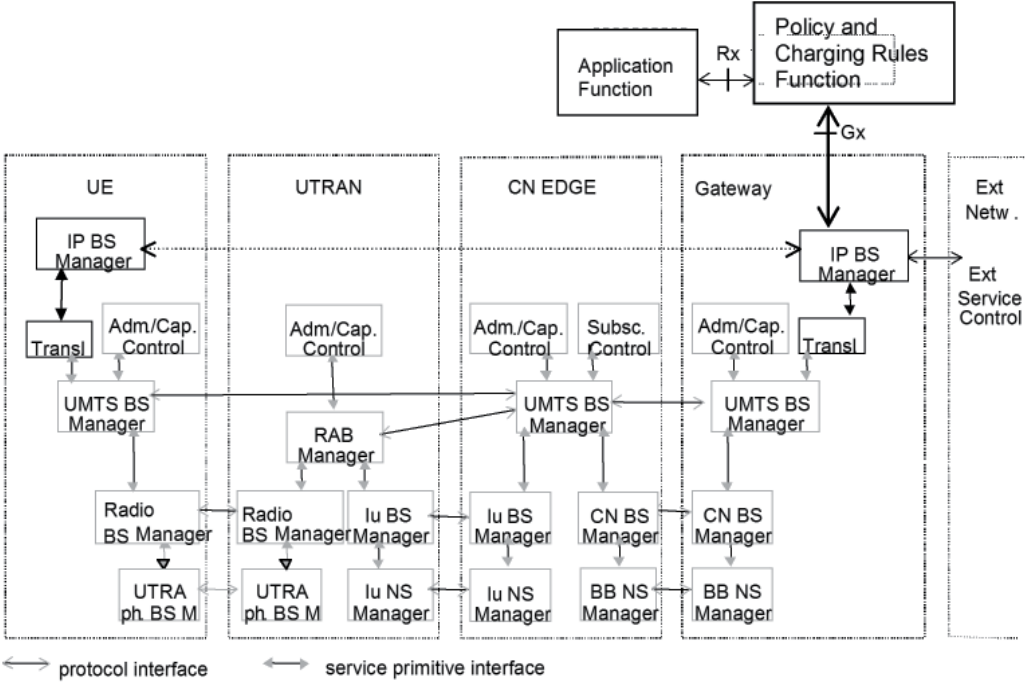 Policy and
Charging Rules
Function
Rx
Application
Function
Gx
UE
UTRAN
CN EDGE
Gateway
Ext
Netw .
IP BS
Manager
IP BS
Manager
Ext
Service
Control
Transl
Adm/Cap.
Control
Adm/Cap.
Control
Adm./Cap.
Control
Subsc.
Control
Adm/Cap.
Control
Transl
UMTS BS
Manager
RAB
Manager
UMTS BS
Manager
UMTS BS
Manager
Radio
BS Manager
Radio
BS Manager
Iu BS
Manager
Iu BS
Manager
CN BS
Manager
CN BS
Manager
UTRA
ph. BS M
UTRA
ph. BS M
Iu NS
Manager
Iu NS
Manager
BB NS
Manager
BB NS
Manager
protocol interface
service primitive interface